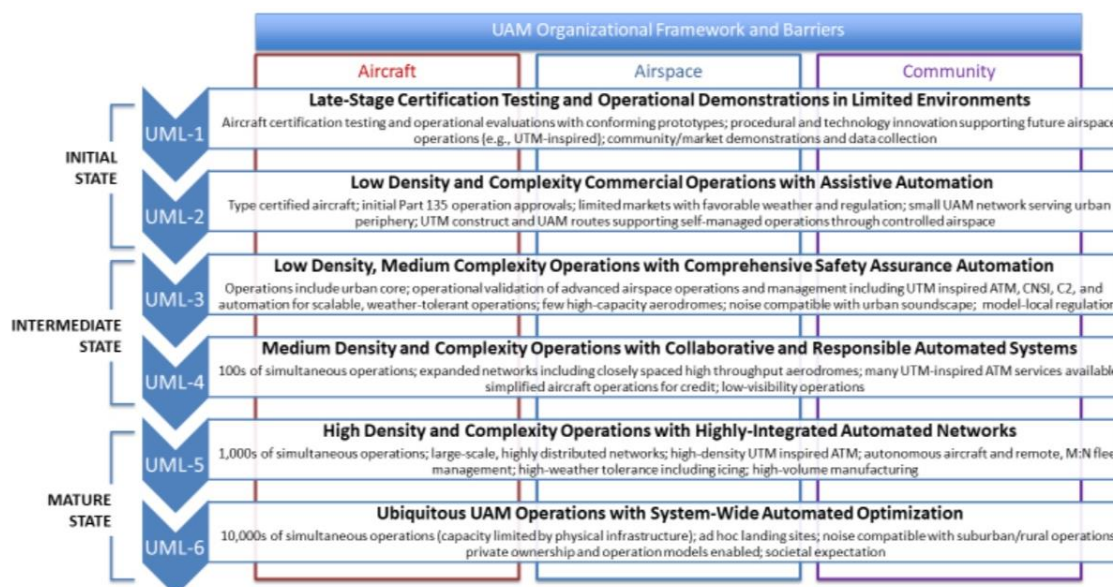 UAM Organizational Framework and Barriers
Aircraft
Airspace
Community
INITIAL
STATE
UML-1
Late-Stage Certification Testing and Operational Demonstrations in Limited Environments
Aircraft certification testing and operational evaluations with conforming prototypes; procedural and technology innovation supporting future airspace
operations (e.g., UTM-inspired); community/market demonstrations and data collection
UML-2
Low Density and Complexity Commercial Operations with Assistive Automation
Type certified aircraft; initial Part 135 operation approvals; limited markets with favorable weather and regulation; small UAM network serving urban
periphery; UTM construct and UAM routes supporting self-managed operations through controlled airspace
INTERMEDIATE
STATE
UML-3
Low Density, Medium Complexity Operations with Comprehensive Safety Assurance Automation
Operations include urban core; operational validation of advanced airspace operations and management including UTM inspired ATM, CNSI, C2, and
automation for scalable, weather-tolerant operations; few high-capacity aerodromes; noise compatible with urban soundscape; model-local regulation
UML-4
Medium Density and Complexity Operations with Collaborative and Responsible Automated Systems
100s of simultaneous operations; expanded networks including closely spaced high throughput aerodromes; many UTM-inspired ATM services available
simplified aircraft operations for credit; low-visibility operations
MATURE
STATE
UML-5
High Density and Complexity Operations with Highly-Integrated Automated Networks
1,000s of simultaneous operations; large-scale, highly distributed networks; high-density UTM inspired ATM; autonomous aircraft and remote, M:N flee
management; high-weather tolerance including icing; high-volume manufacturing
UML-6
Ubiquitous UAM Operations with System-Wide Automated Optimization
10,000s of simultaneous operations (capacity limited by physical infrastructure); ad hoc landing sites; noise compatible with suburban/rural operations
private ownership and operation models enabled; societal expectation